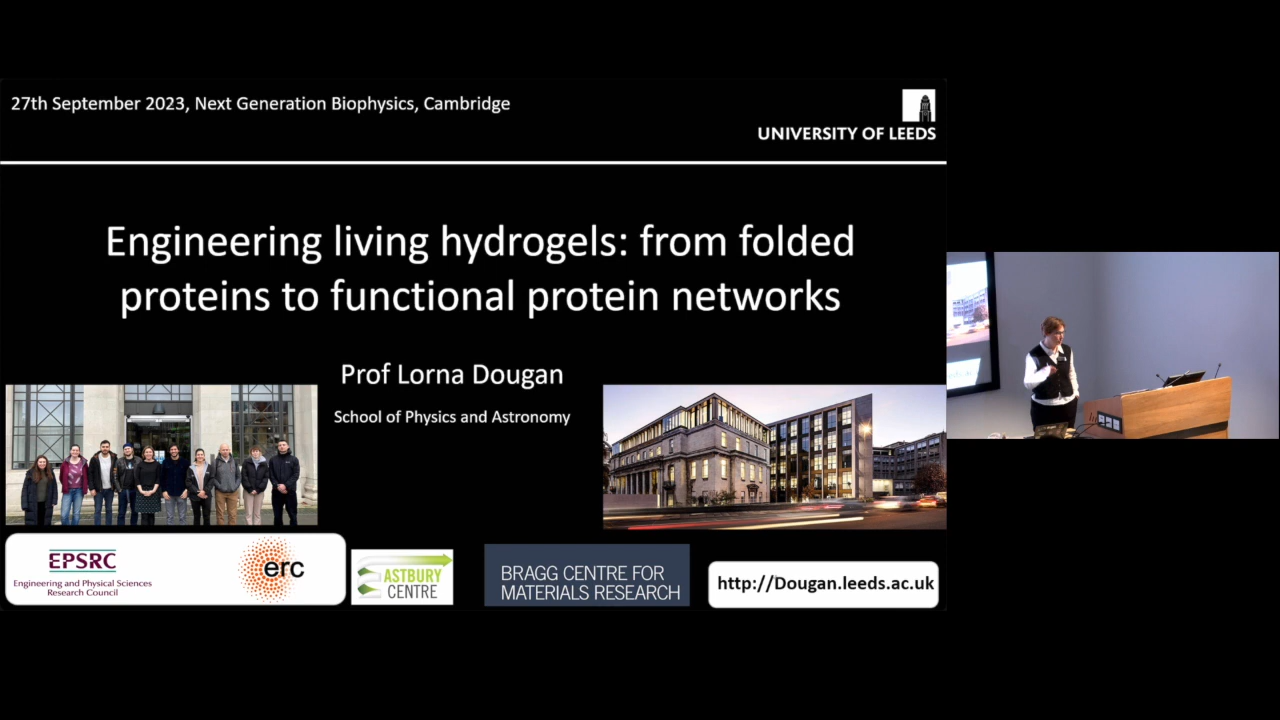 27th September 2023, Next Generation Biophysics, Cambridge
UNIVERSITY OF LEEDS
Engineering living hydrogels: from folded
proteins to functional protein networks
Prof Lorna Dougan
School of Physics and Astronomy
EPSRC
Engineering and Physical Sciences
Research Council
erc
ASTBURY
CENTRE
BRAGG CENTRE FOR
MATERIALS RESEARCH
http://Dougan.leeds.ac.uk